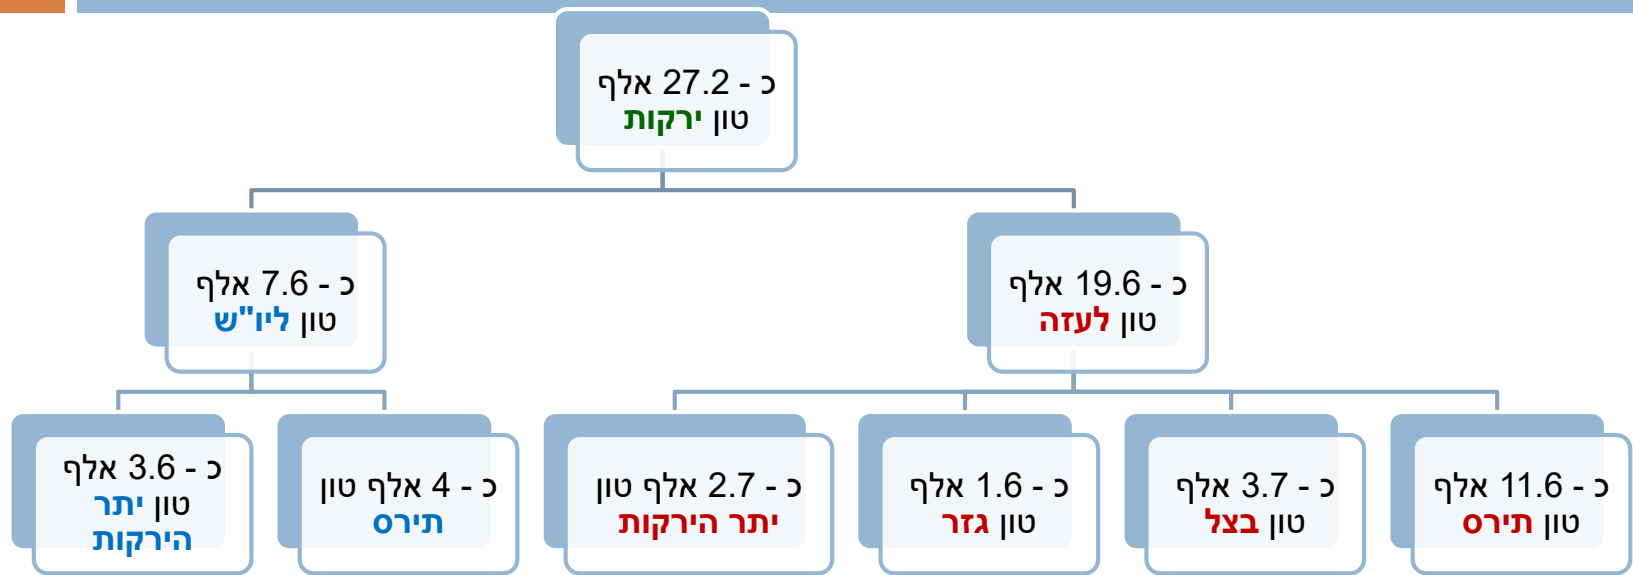 כ - 27.2 אלף
טון ירקות
כ - 19.6 אלף
טון לעזה
כ - 7.6 אלף
טון ליו"ש
כ - 11.6 אלף
טון תירס
כ - 3.7 אלף
טון בצל
כ - 1.6 אלף
טון גזר
כ - 2.7 אלף טון
יתר הירקות
כ - 4 אלף טון
תירס
כ - 3.6 אלף
טון יתר
הירקות